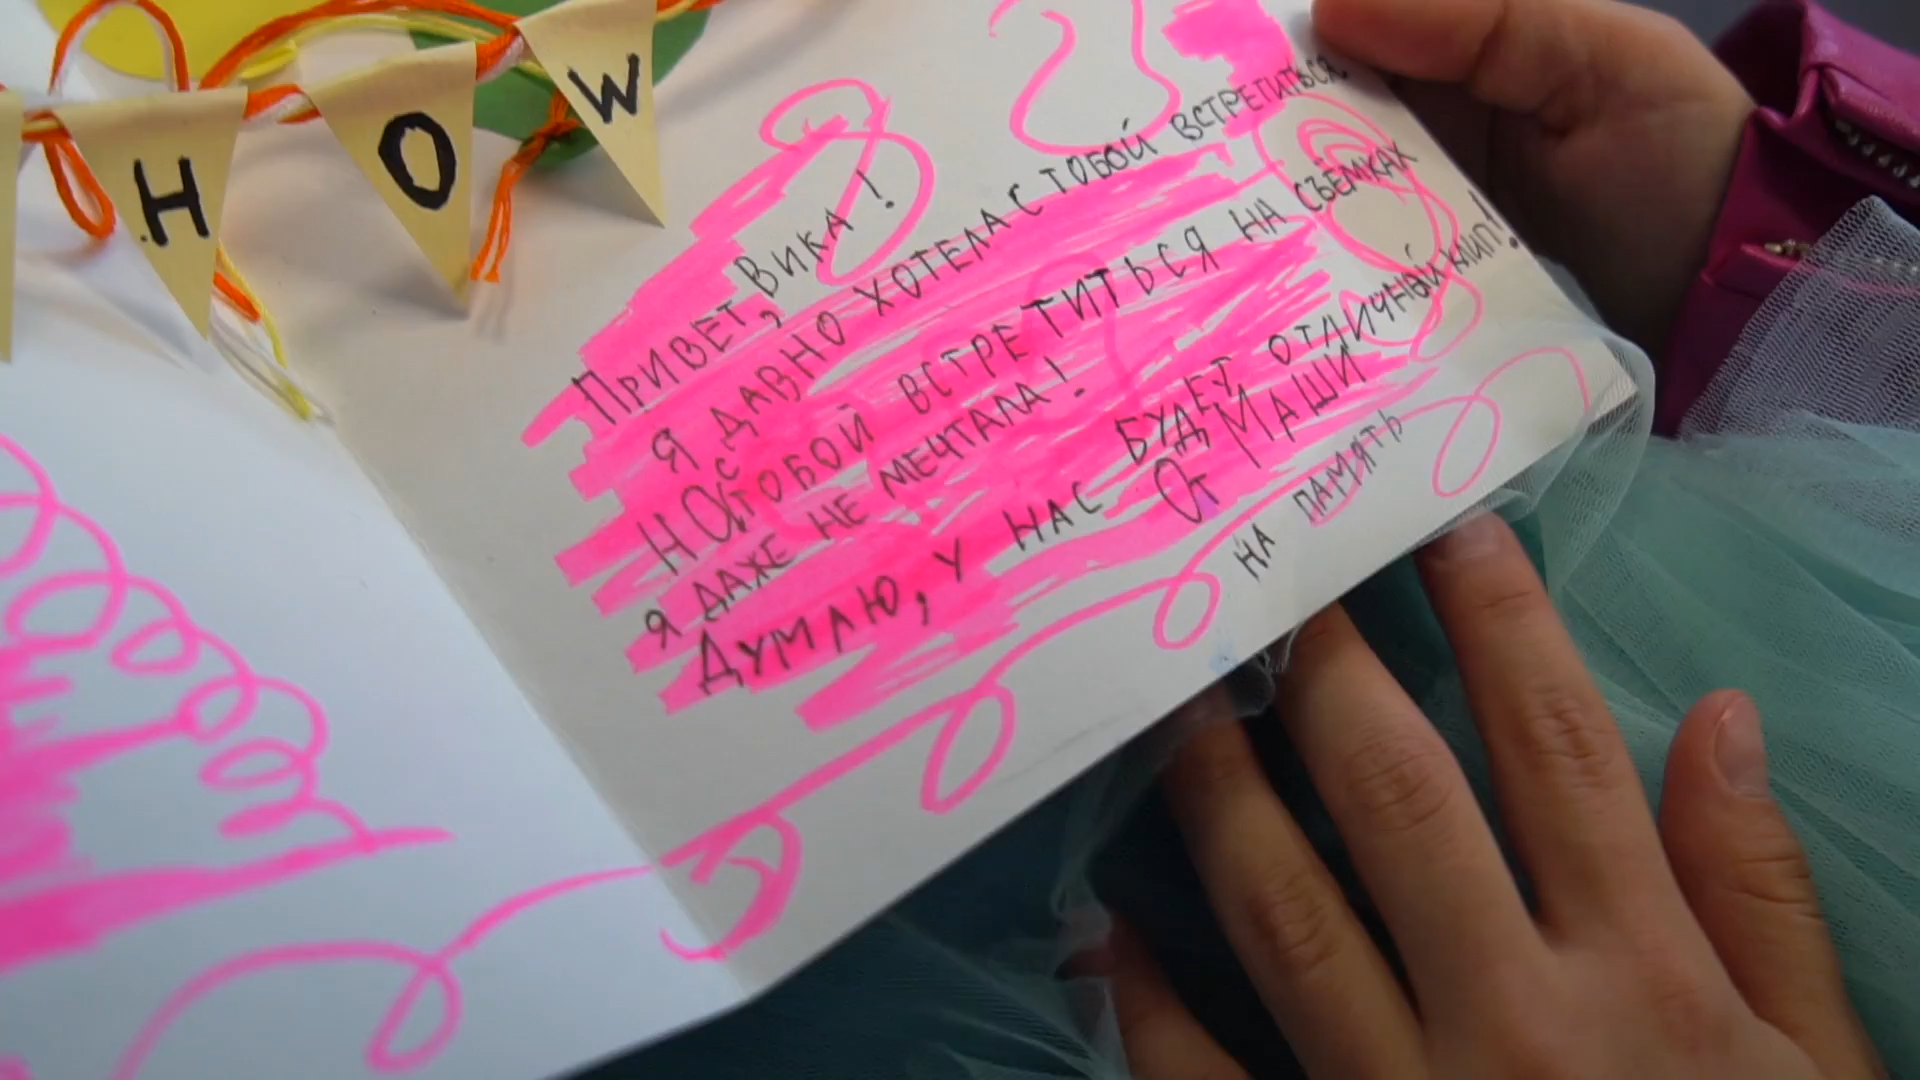 HOW
ПРИВЕТ, ВИКА!
Я ДАВНО ХОТЕЛА С ТОБОЙ ВСТРЕТИТЬСЯ
НО С ТОБОЙ ВСТРЕТИТЬСЯ НА СЪЁМКАХ
Я ДАЖЕ НЕ МЕЧТАЛА!
ДУМАЮ, У НАС БУДЕТ ОТЛИЧНЫЙ КЛИП!
ОТ МАШИ
НА ПАМЯТЬ